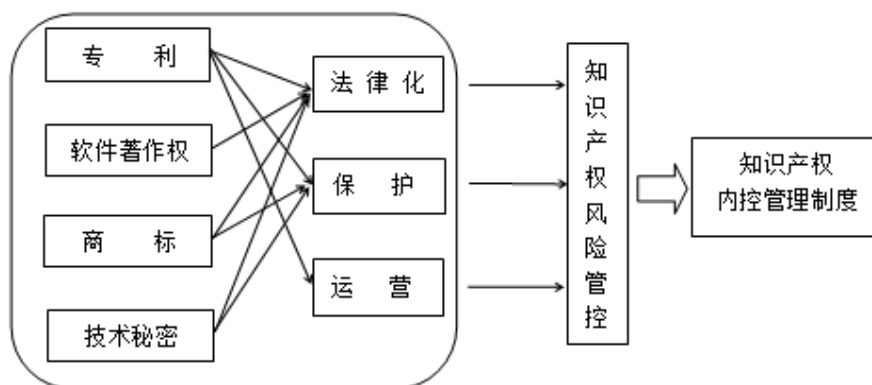 专 利
软件著作权
商 标
技术秘密
法 律 化
保 护
运 营
知识产权风险管控
知识产权
内控管理制度